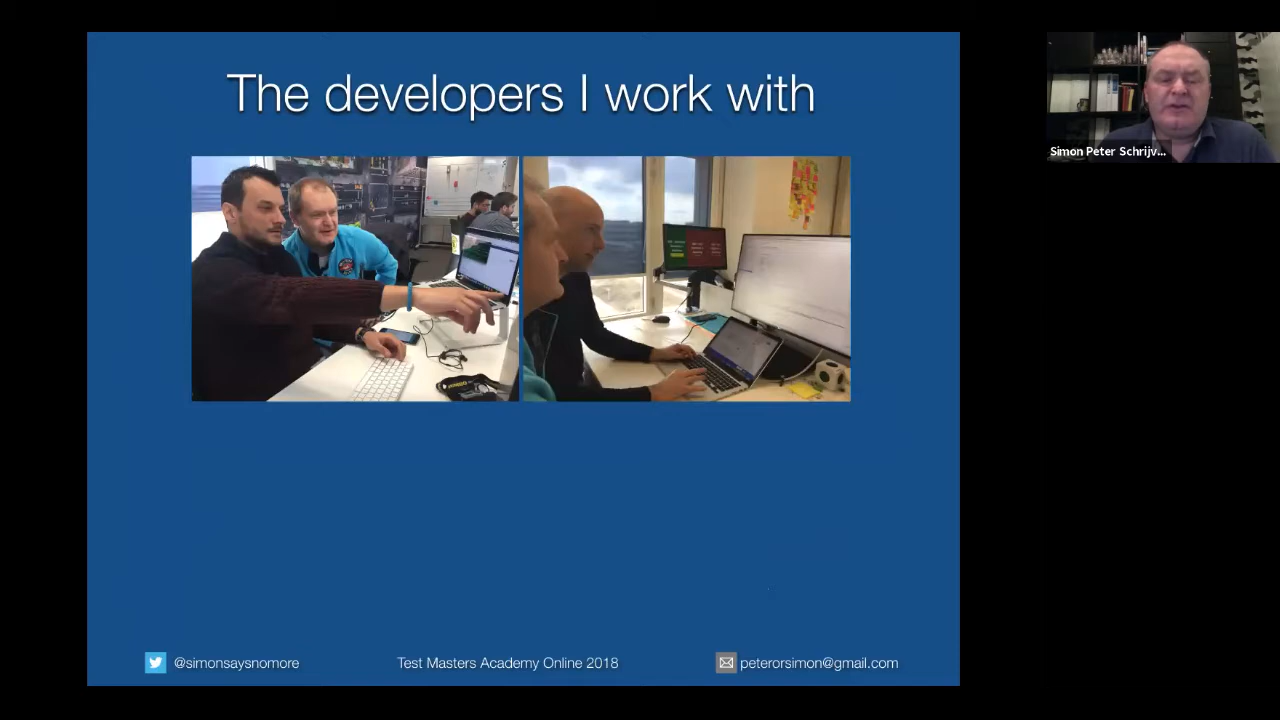 The developers I work with
Simon Peter Schrijv...
@simonsaysnomore
Test Masters Academy Online 2018
peterorsimon@gmail.com